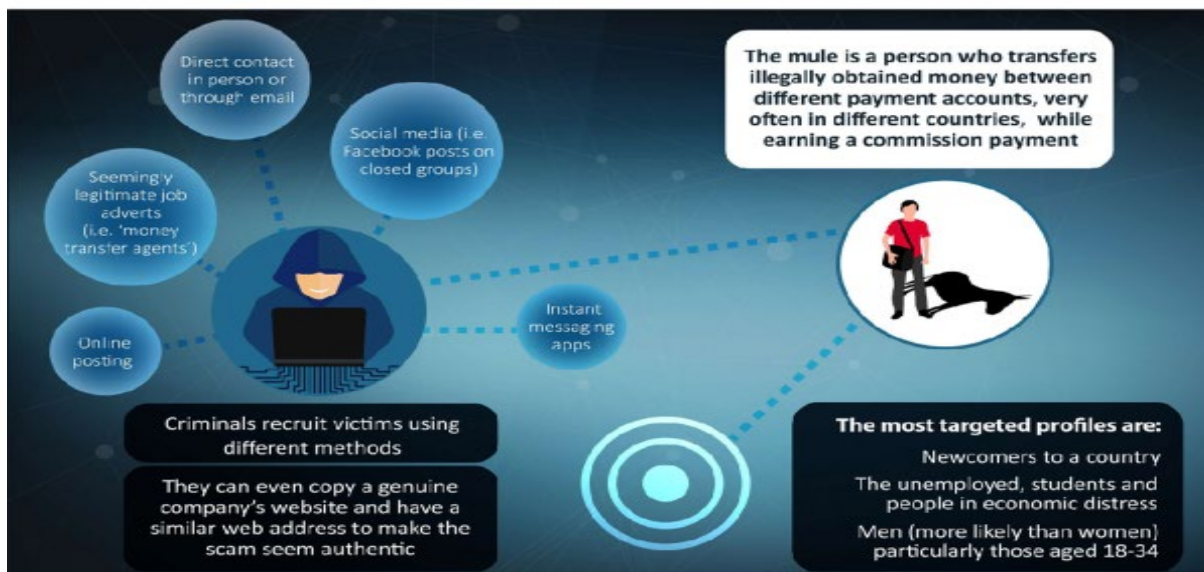 Direct contact
in person or
through email
Social media (i.e.
Facebook posts on
closed groups)
Seemingly
legitimate job
adverts
(i.e. ‘money
transfer agents’)
Online
posting
Instant
messaging
apps
Criminals recruit victims using
different methods
They can even copy a genuine
company’s website and have a
similar web address to make the
scam seem authentic
The mule is a person who transfers
illegally obtained money between
different payment accounts, very
often in different countries, while
earning a commission payment
The most targeted profiles are:
Newcomers to a country
The unemployed, students and
people in economic distress
Men (more likely than women)
particularly those aged 18-34